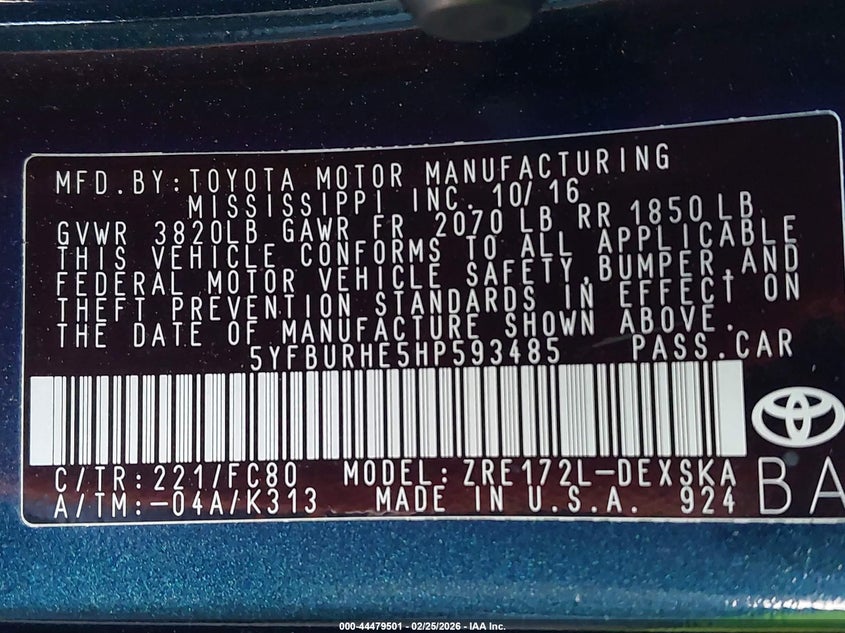 MFD.BY:TOYOTA MOTOR MANUFACTURING
MISSISSIPPI INC. 10/16
GVWR 3820LB GAWR FR 2070 LB RR 1850 LB
THIS VEHICLE CONFORMS TO ALL APPLICABLE
FEDERAL MOTOR VEHICLE SAFETY,BUMPER,AND
THEFT PREVENTION STANDARDS IN EFFECT ON
THE DATE OF MANUFACTURE SHOWN ABOVE.
5YFBURHE5HP593485 PASS.CAR
C/TR:221/FC80 MODEL:ZRE172L-DEXSKA
A/TM:-04A/K313 MADE IN U.S.A. 924 BA
000-44479501 - 02/25/2026 - IAA Inc.